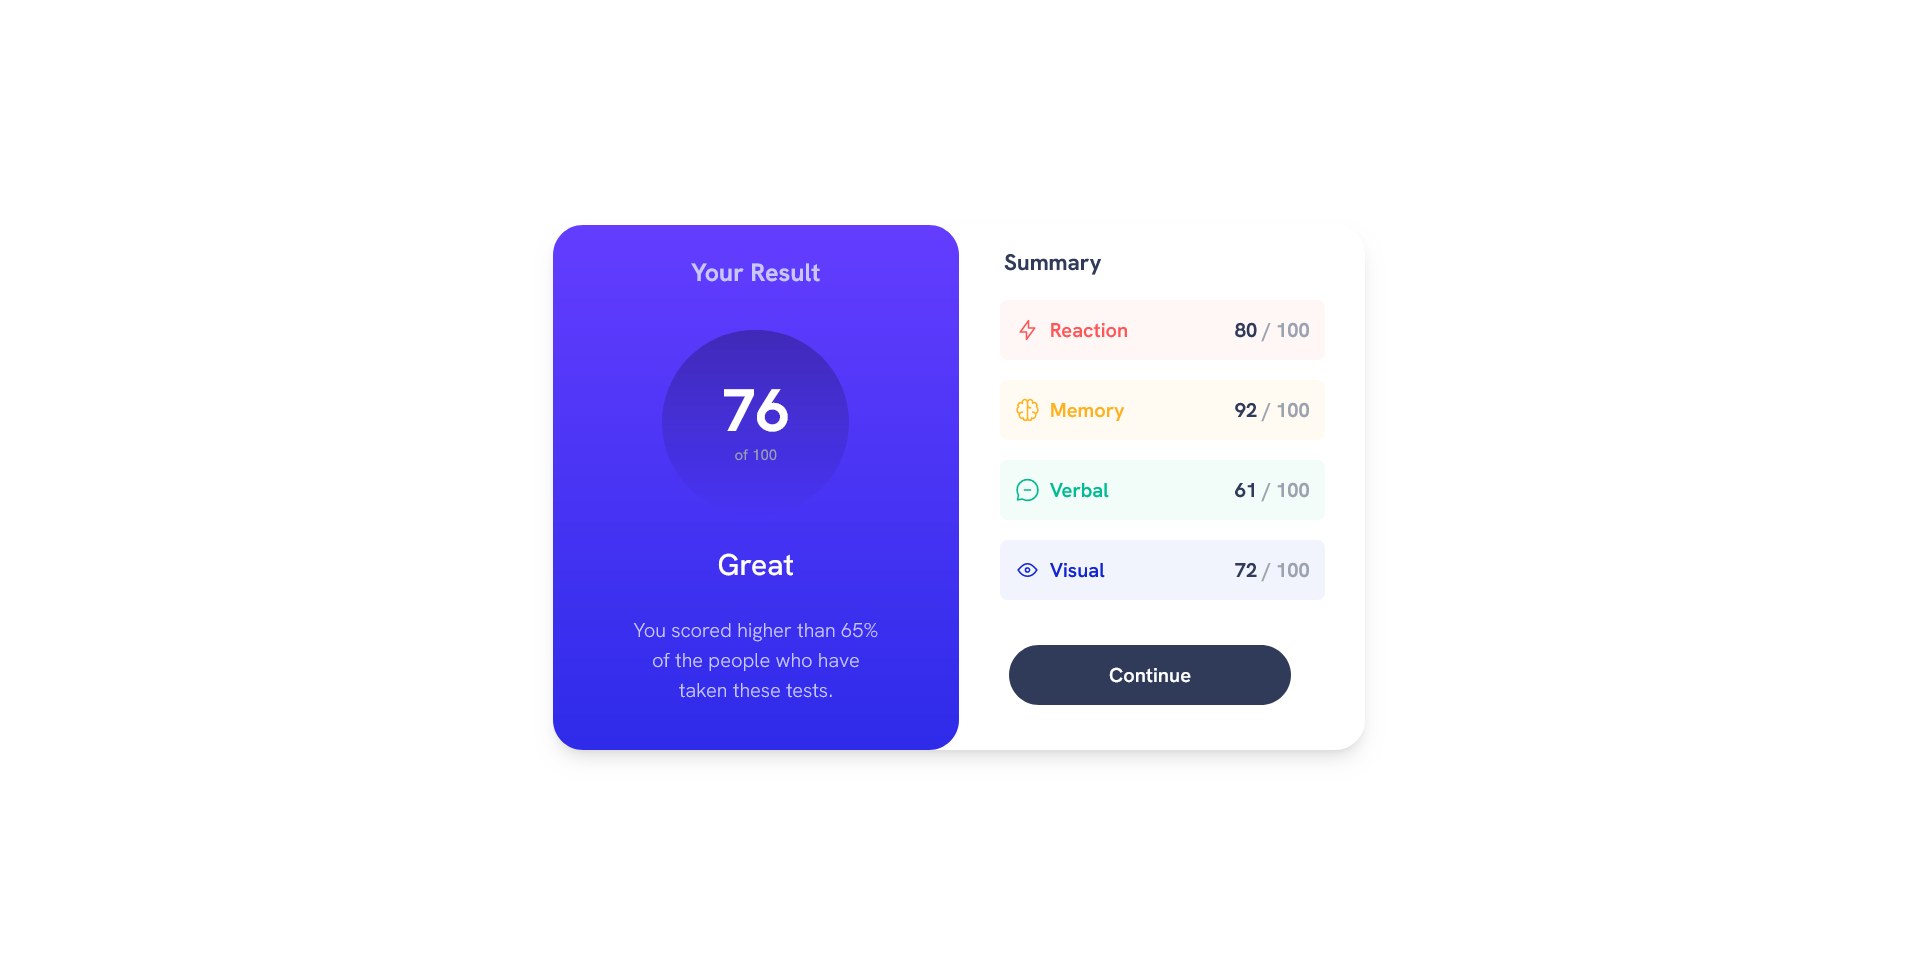 Your Result
76
of 100
Great
You scored higher than 65%
of the people who have
taken these tests.
Summary
Reaction 80 / 100
Memory 92 / 100
Verbal 61 / 100
Visual 72 / 100
Continue